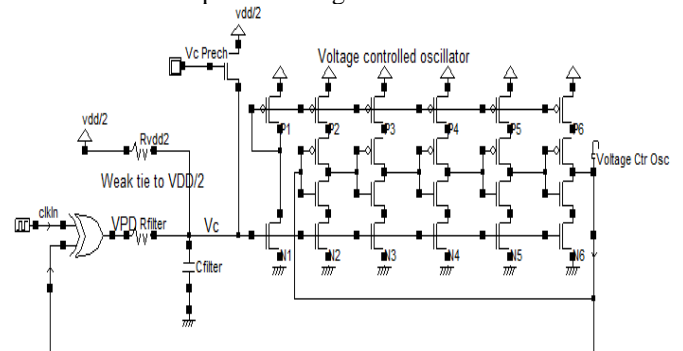 vdd/2
Vc Prech
Voltage controlled oscillator
P1 P2 P3 P4 P5 P6
vdd/2
Rvdd2
Voltage Ctr Osc
Weak tie to VDD/2
clkIn
VPD Rfilter
Vc
N1 N2 N3 N4 N5 N6
Cfilter